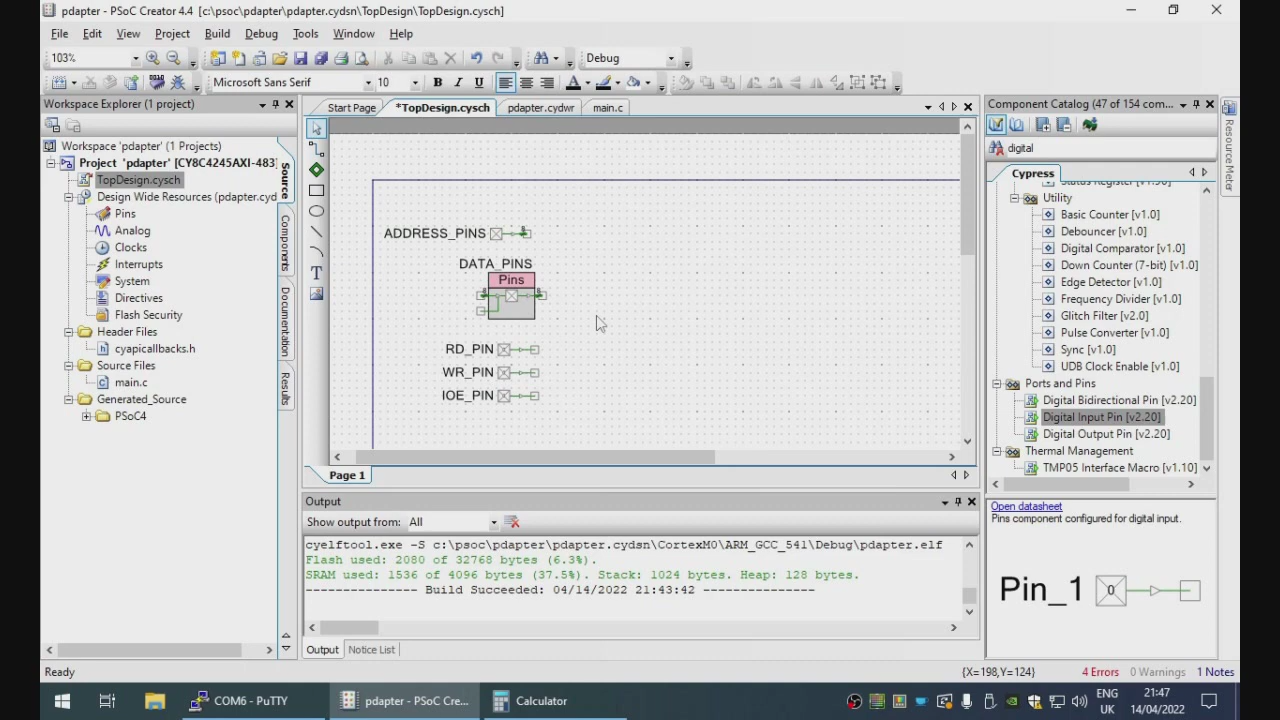 pdapter - PSoC Creator 4.4 [c:\psoc\pdapter\pdapter.cydsn\TopDesign\TopDesign.cysch]
File Edit View Project Build Debug Tools Window Help
103% Debug
Microsoft Sans Serif 10 B I U A
Workspace Explorer (1 project)
Workspace 'pdapter' (1 Projects)
Project 'pdapter' [CY8C4245AXI-483]
TopDesign.cysch
Design Wide Resources (pdapter.cyd
Pins
Analog
Clocks
Interrupts
System
Directives
Flash Security
Header Files
cyapicallbacks.h
Source Files
main.c
Generated_Source
PSoC4
Source
Components
Documentation
Results
Start Page *TopDesign.cysch pdapter.cydwr main.c
T
ADDRESS_PINS
DATA_PINS
Pins
RD_PIN
WR_PIN
IOE_PIN
Page 1
Output
Show output from: All
cyelftool.exe -S c:\psoc\pdapter\pdapter.cydsn\CortexM0\ARM_GCC_541\Debug\pdapter.elf
Flash used: 2080 of 32768 bytes (6.3%).
SRAM used: 1536 of 4096 bytes (37.5%). Stack: 1024 bytes. Heap: 128 bytes.
--------------- Build Succeeded: 04/14/2022 21:43:42 ---------------
Output Notice List
Component Catalog (47 of 154 com...
digital
Cypress
Status Register [v1.90]
Utility
Basic Counter [v1.0]
Debouncer [v1.0]
Digital Comparator [v1.0]
Down Counter (7-bit) [v1.0]
Edge Detector [v1.0]
Frequency Divider [v1.0]
Glitch Filter [v2.0]
Pulse Converter [v1.0]
Sync [v1.0]
UDB Clock Enable [v1.0]
Ports and Pins
Digital Bidirectional Pin [v2.20]
Digital Input Pin [v2.20]
Digital Output Pin [v2.20]
Thermal Management
TMP05 Interface Macro [v1.10]
Open datasheet
Pins component configured for digital input.
Pin_1 0
Resource Meter
Ready {X=198,Y=124} 4 Errors 0 Warnings 1 Notes
COM6 - PuTTY pdapter - PSoC Cre... Calculator
ENG
UK
21:47
14/04/2022